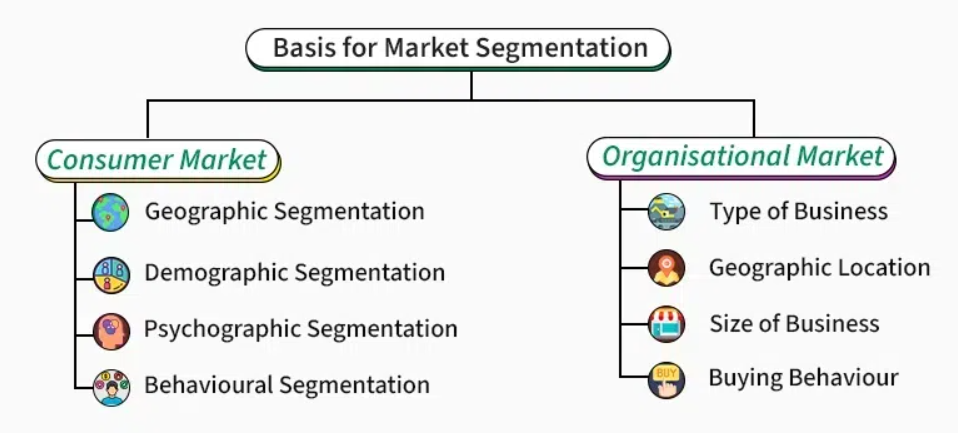 Basis for Market Segmentation
Consumer Market
Geographic Segmentation
Demographic Segmentation
Psychographic Segmentation
Behavioural Segmentation
Organisational Market
Type of Business
Geographic Location
Size of Business
BUY
Buying Behaviour